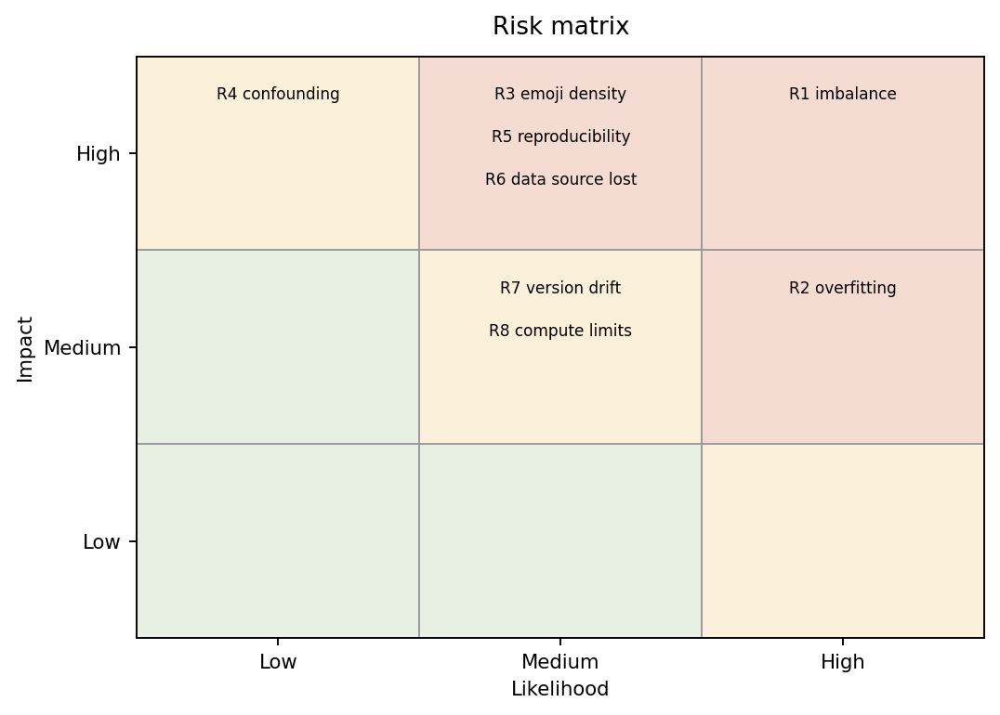 Risk matrix
R4 confounding
R3 emoji density
R1 imbalance
R5 reproducibility
R6 data source lost
High
R7 version drift
R2 overfitting
R8 compute limits
Impact
Medium
Low
Low
Medium
High
Likelihood